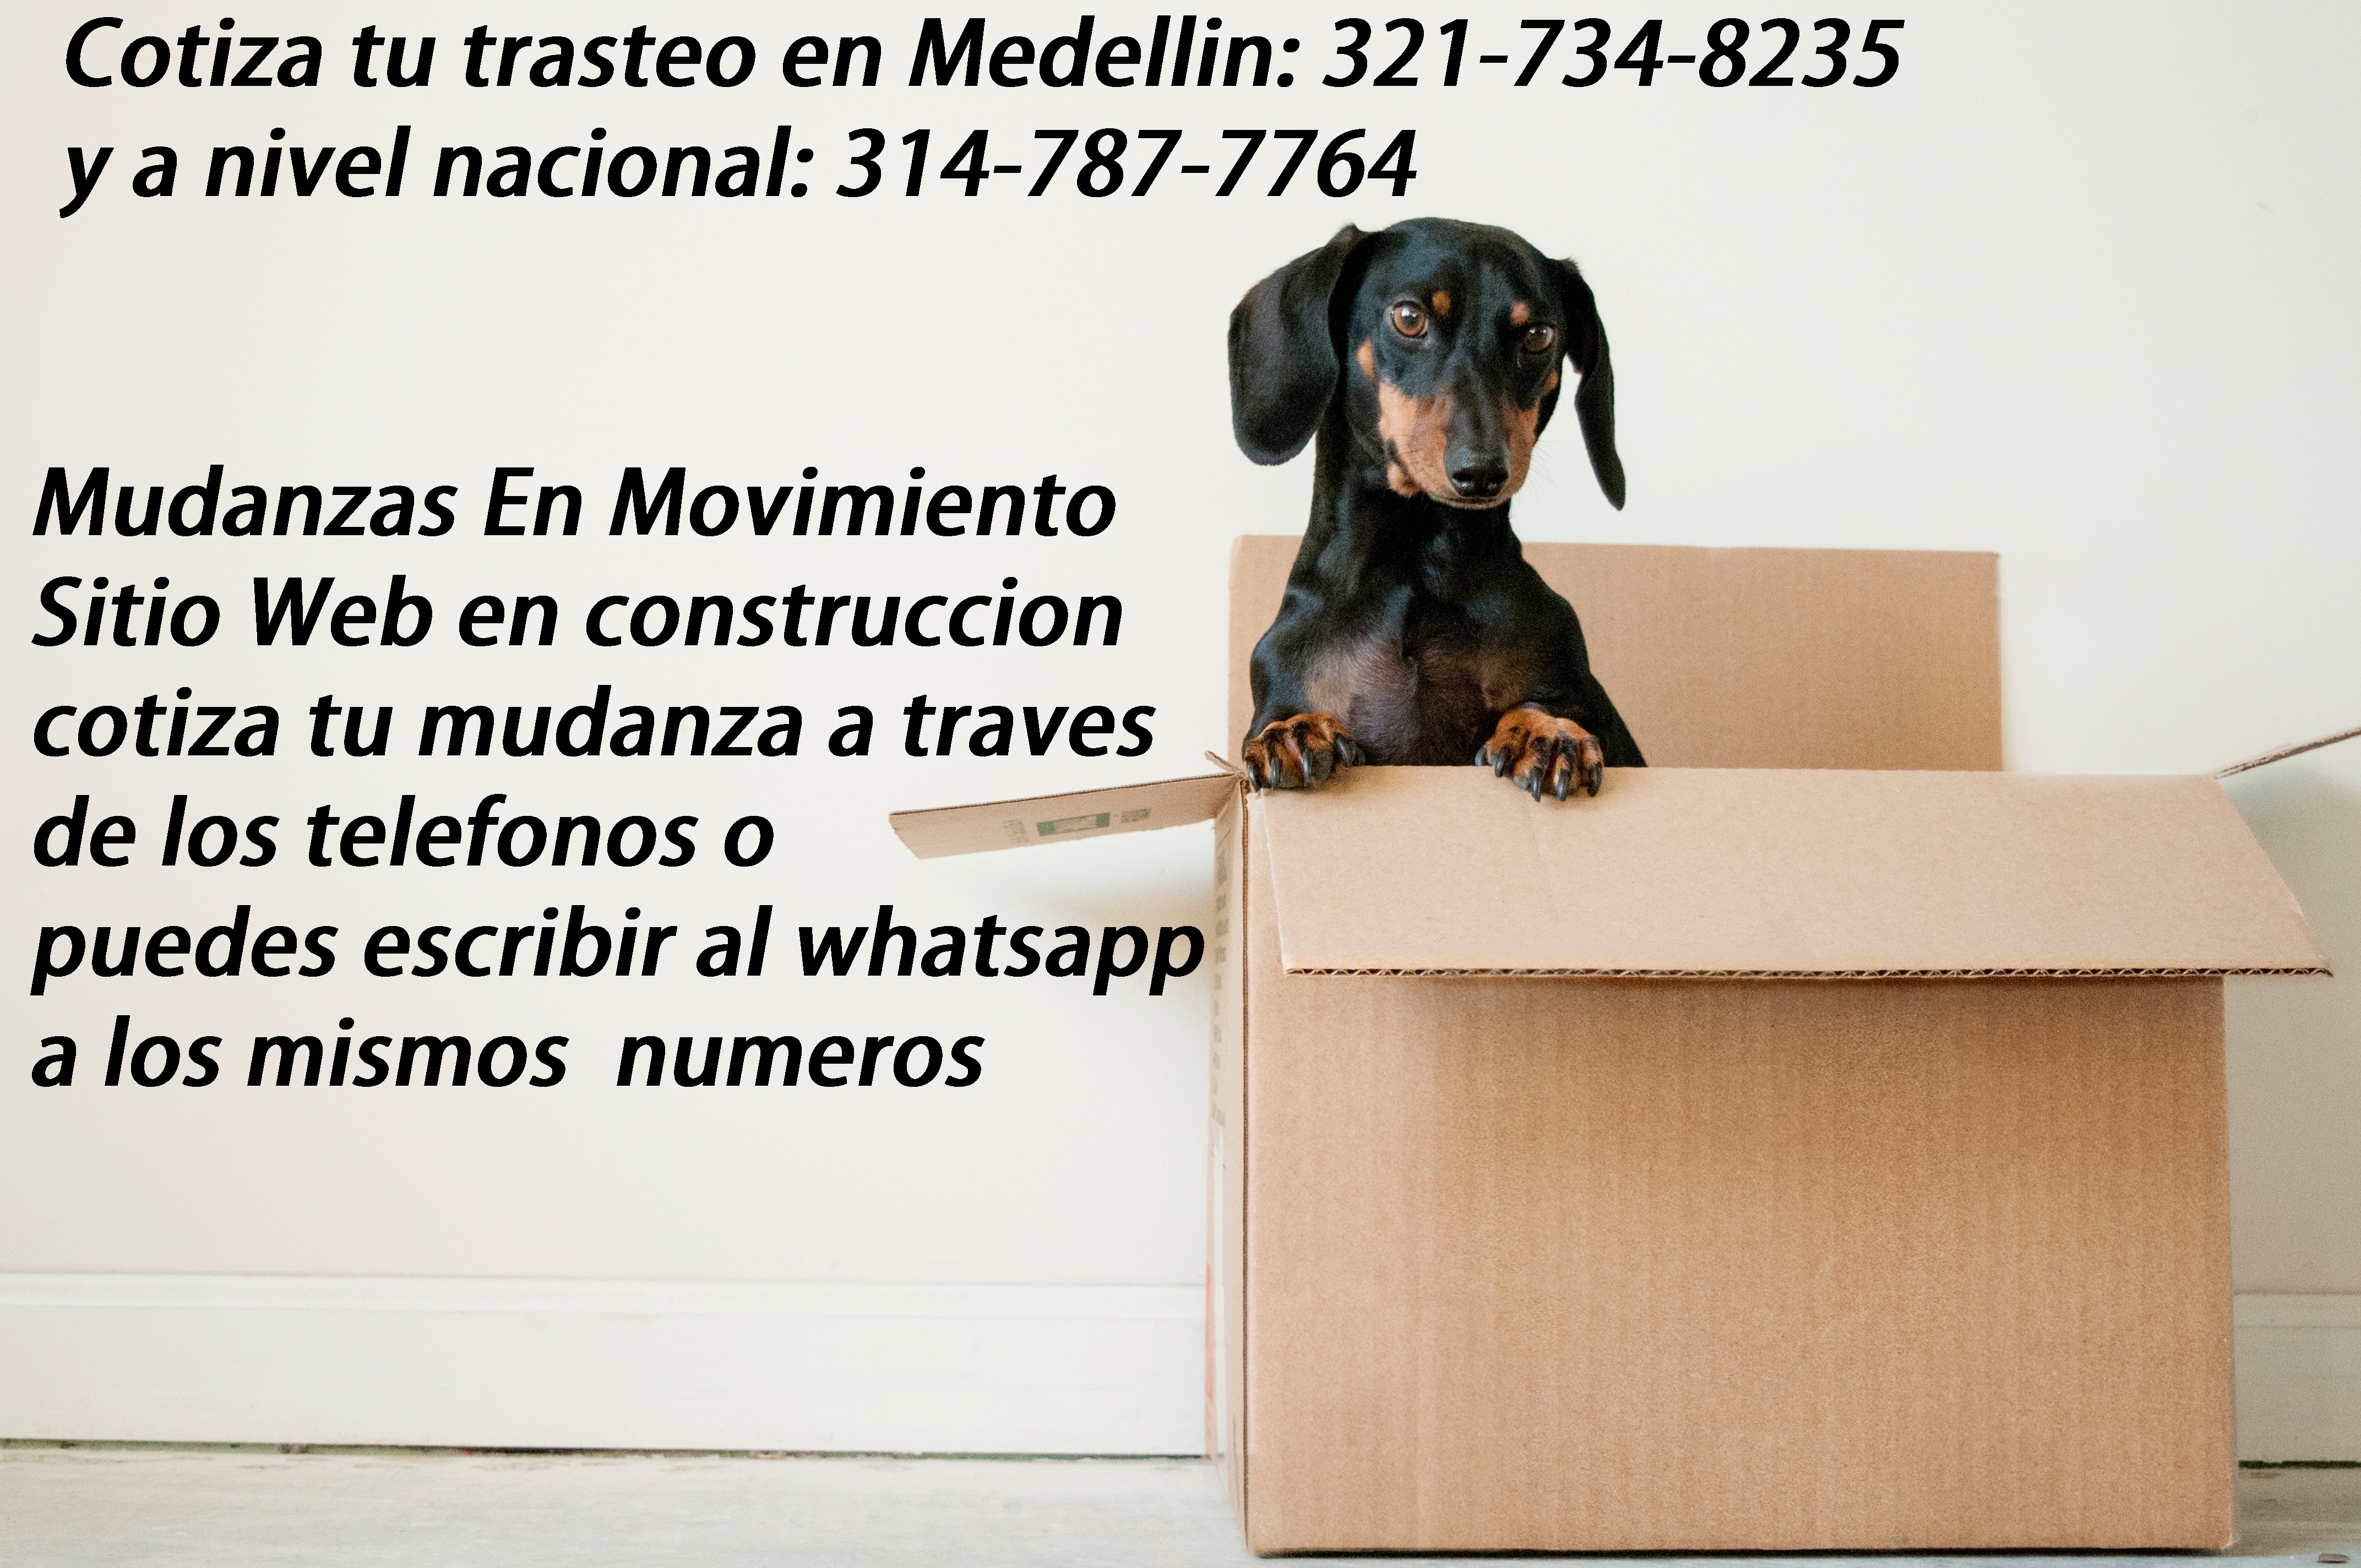 Cotiza tu trasteo en Medellin: 321-734-8235
y a nivel nacional: 314-787-7764
Mudanzas En Movimiento
Sitio Web en construccion
cotiza tu mudanza a traves
de los telefonos o
puedes escribir al whatsapp
a los mismos  numeros